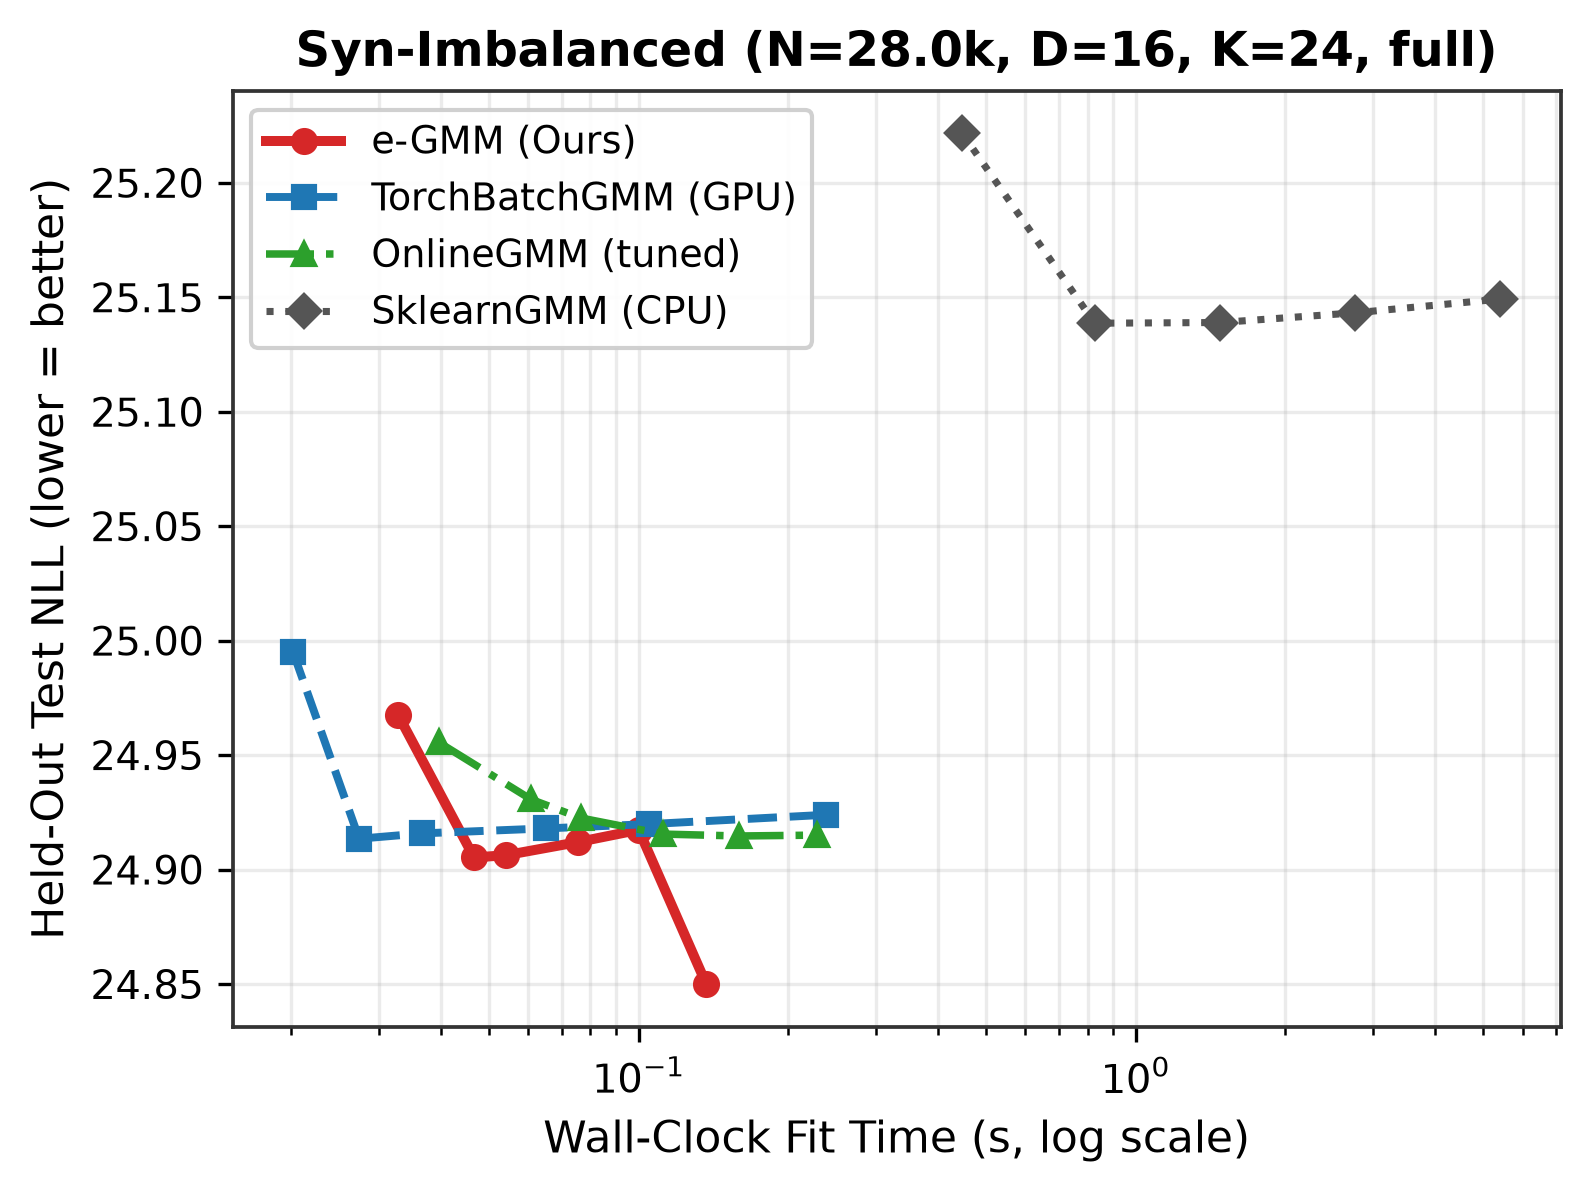 Syn-Imbalanced (N=28.0k, D=16, K=24, full)
e-GMM (Ours)
TorchBatchGMM (GPU)
OnlineGMM (tuned)
SklearnGMM (CPU)
Held-Out Test NLL (lower = better)
25.20
25.15
25.10
25.05
25.00
24.95
24.90
24.85
10⁻¹
10⁰
Wall-Clock Fit Time (s, log scale)